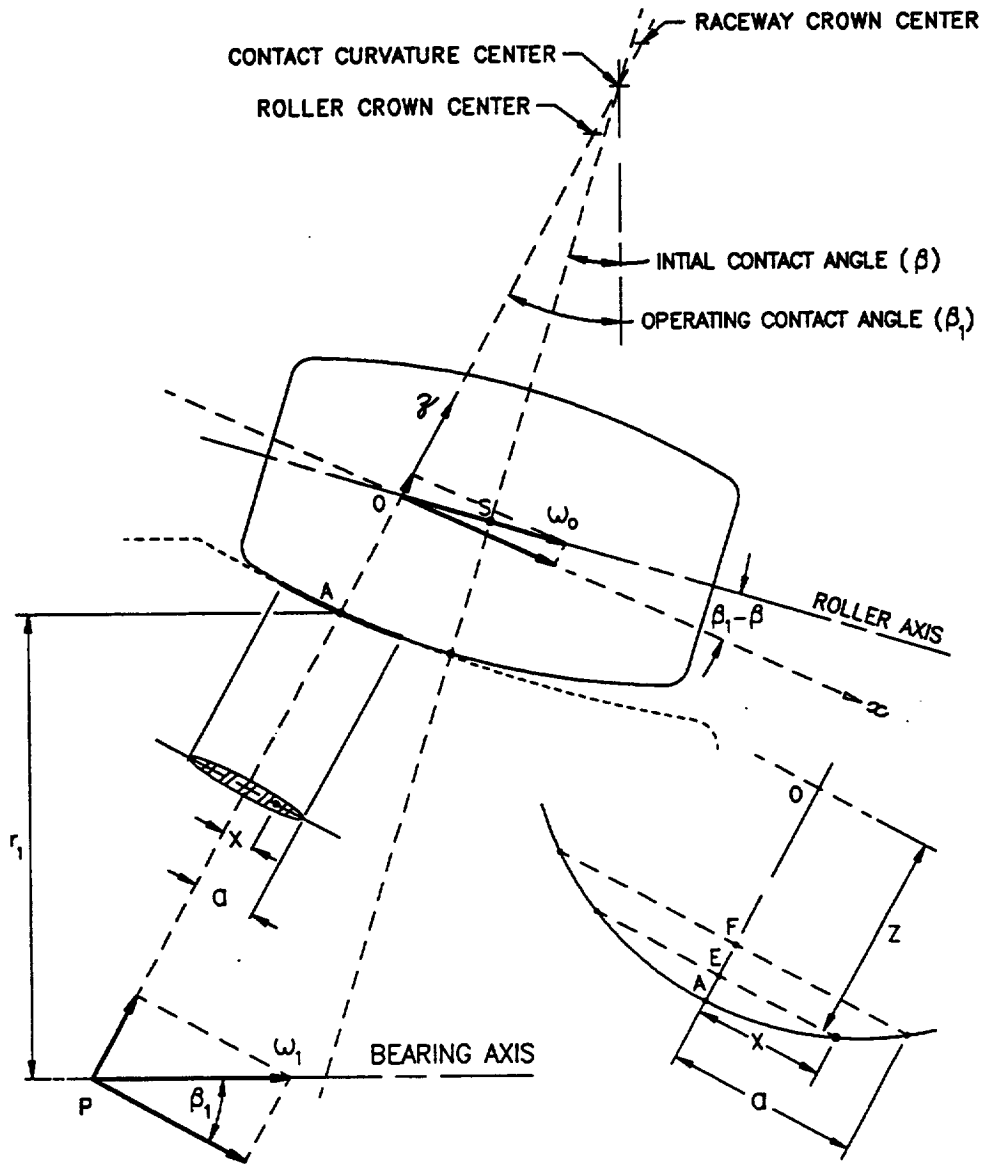 RACEWAY CROWN CENTER
CONTACT CURVATURE CENTER
ROLLER CROWN CENTER
INTIAL CONTACT ANGLE (β)
OPERATING CONTACT ANGLE (β₁)
z
O
S
ω₀
A
β₁-β
ROLLER AXIS
x
O
r₁
X
a
F
Z
E
A
X
a
ω₁
BEARING AXIS
P
β₁